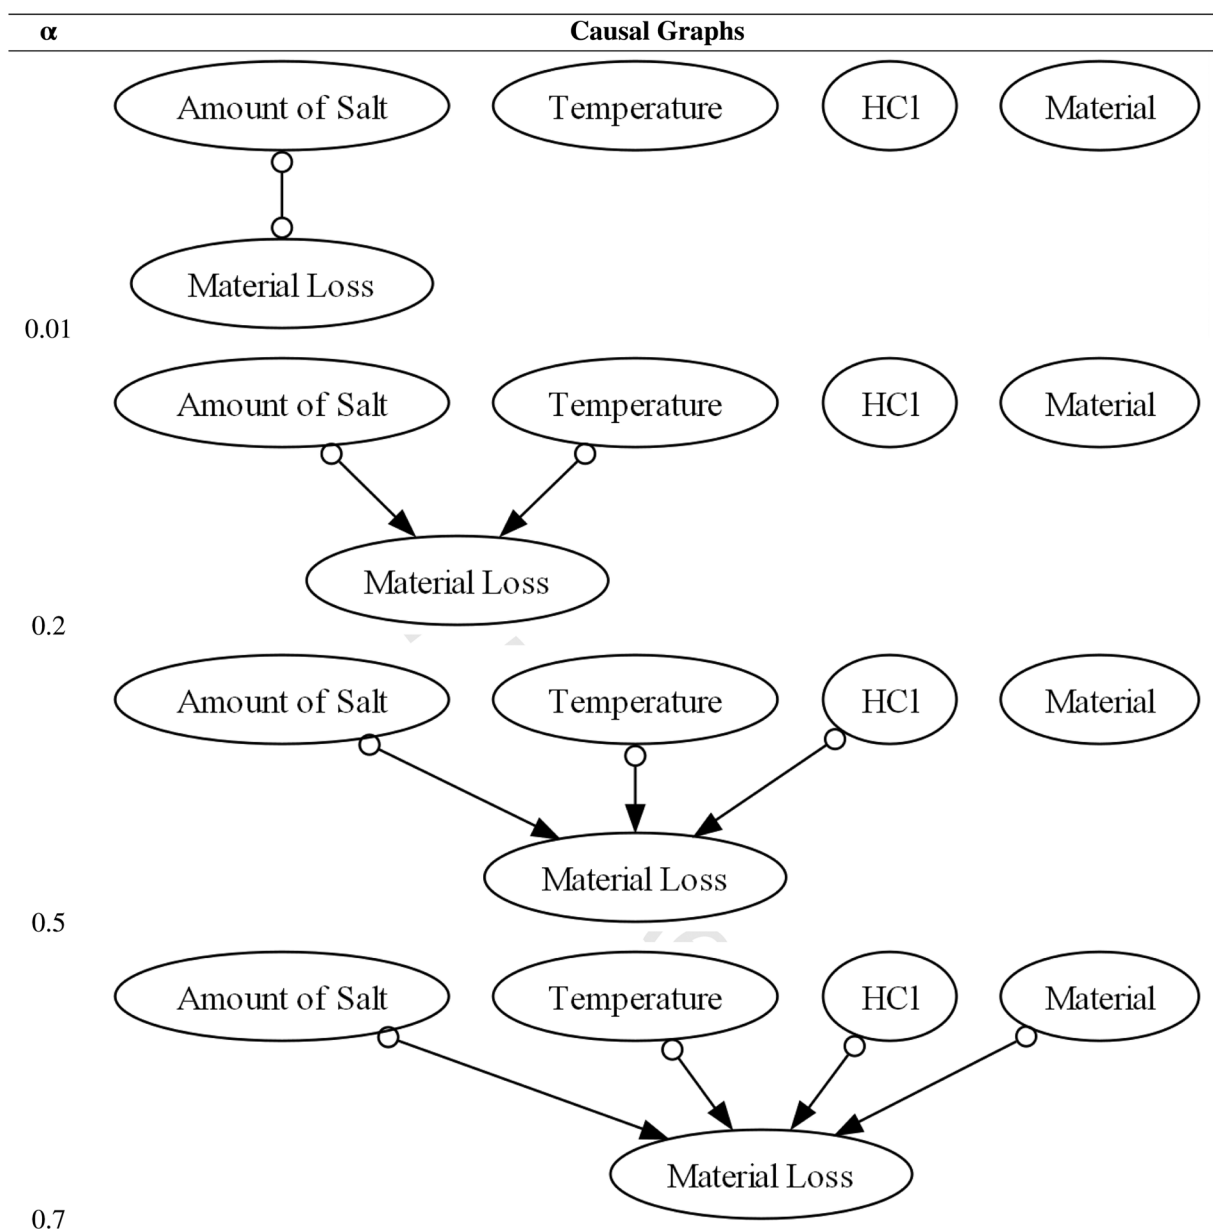 α Causal Graphs
Amount of Salt Temperature HCl Material
Material Loss
0.01
Amount of Salt Temperature HCl Material
Material Loss
0.2
Amount of Salt Temperature HCl Material
Material Loss
0.5
Amount of Salt Temperature HCl Material
Material Loss
0.7